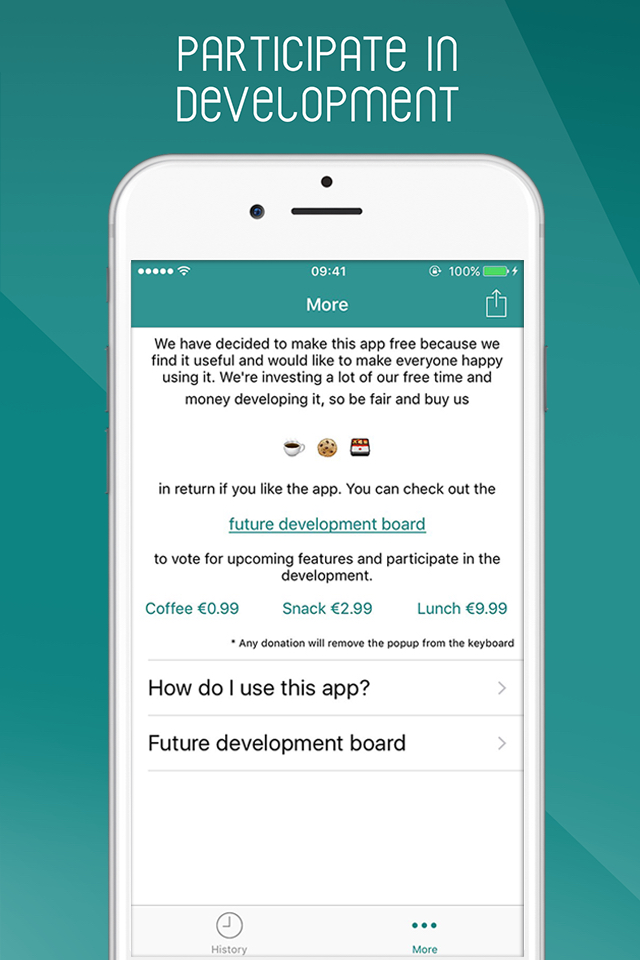 PARTICIPATE IN
DEVELOPMENT
09:41
100%
More
We have decided to make this app free because we
find it useful and would like to make everyone happy
using it. We're investing a lot of our free time and
money developing it, so be fair and buy us
in return if you like the app. You can check out the
future development board
to vote for upcoming features and participate in the
development.
Coffee €0.99 Snack €2.99 Lunch €9.99
* Any donation will remove the popup from the keyboard
How do I use this app?
Future development board
History More